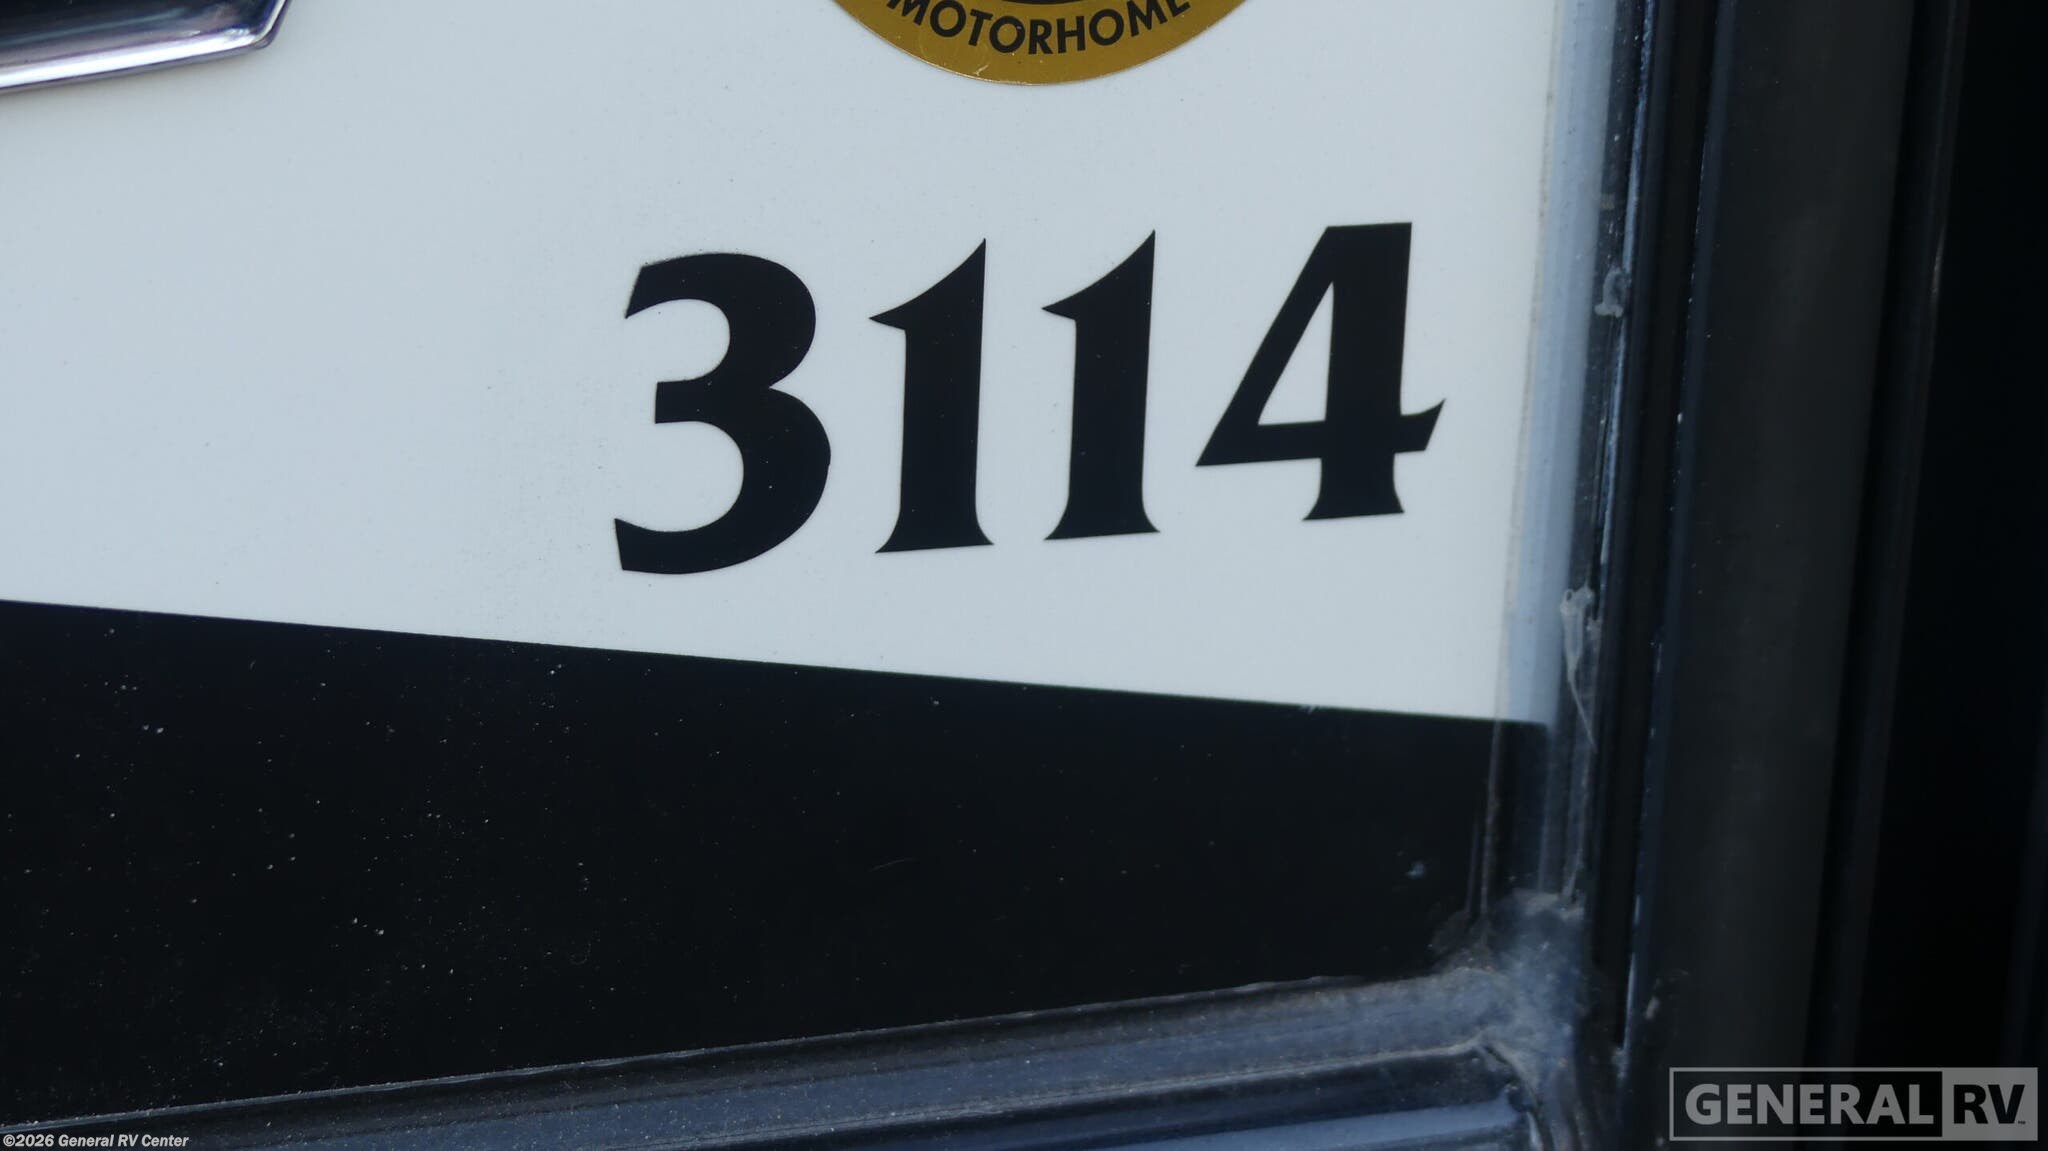 MOTORHOME
3114
GENERAL RV
©2026 General RV Center